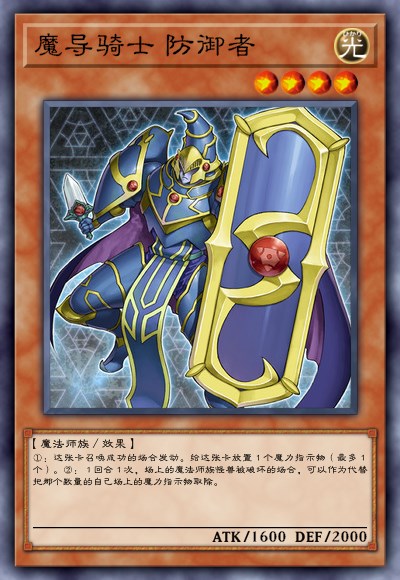 魔导骑士 防御者
光
【魔法师族／效果】
①：这张卡召唤成功的场合发动。给这张卡放置１个魔力指示物（最多１
个）。②：１回合１次，场上的魔法师族怪兽被破坏的场合，可以作为代替
把那个数量的自己场上的魔力指示物取除。
ATK/1600 DEF/2000